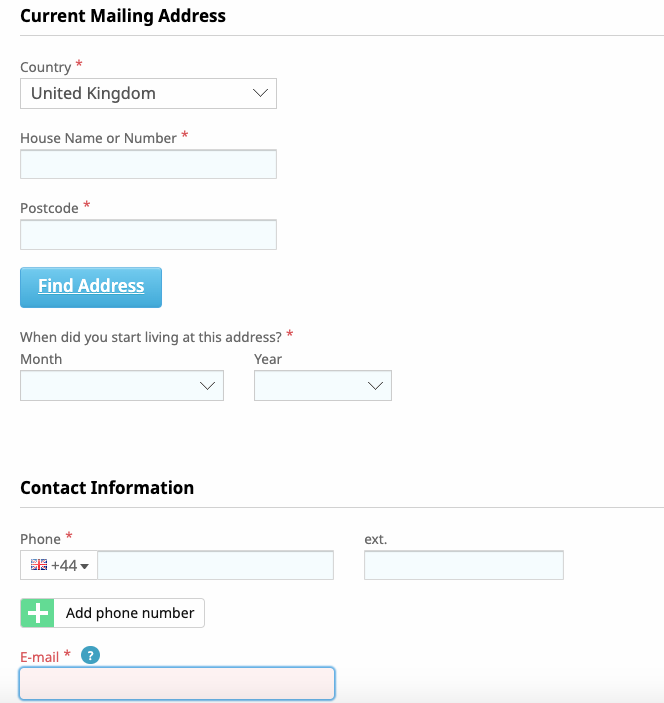 Current Mailing Address
Country *
United Kingdom
House Name or Number *
Postcode *
Find Address
When did you start living at this address? *
Month Year
Contact Information
Phone * ext.
+44
Add phone number
E-mail * ?